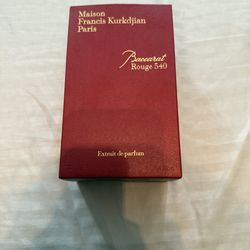 Maison
Francis Kurkdjian
Paris
Baccarat
Rouge 540
Extrait de parfum